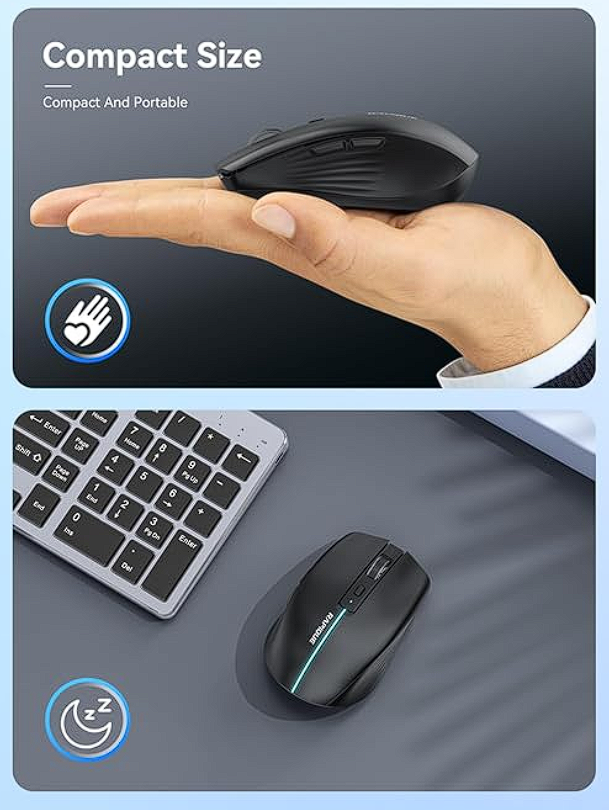 Compact Size
Compact And Portable
Z Z
Home
/
*
←
Enter
Page UP
7 Home
8 ↑
9 Pg Up
-
Shift
Page Down
4 ←
5
6 →
+
End
1 End
2 ↓
3 Pg Dn
Enter
0 Ins
. Del
RAPIQUE
z z